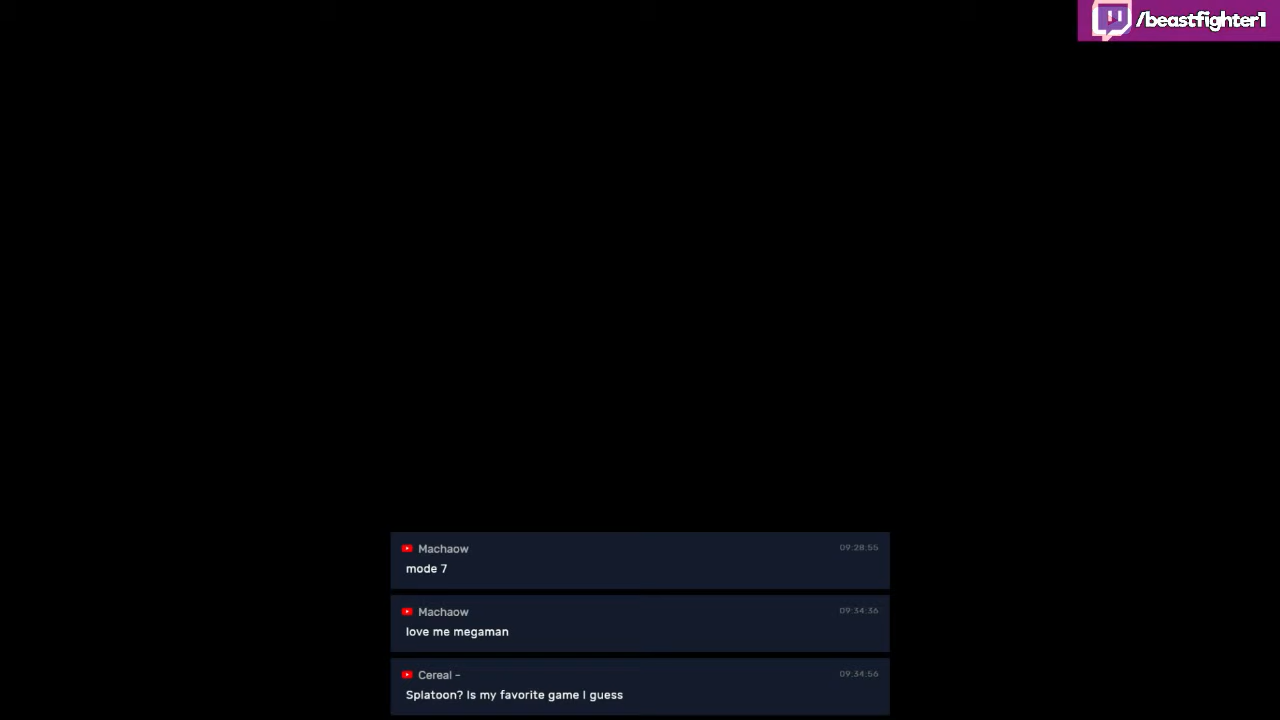 /beastfighter1
Machaow 09:28:55
mode 7
Machaow 09:34:36
love me megaman
Cereal - 09:34:56
Splatoon? Is my favorite game I guess